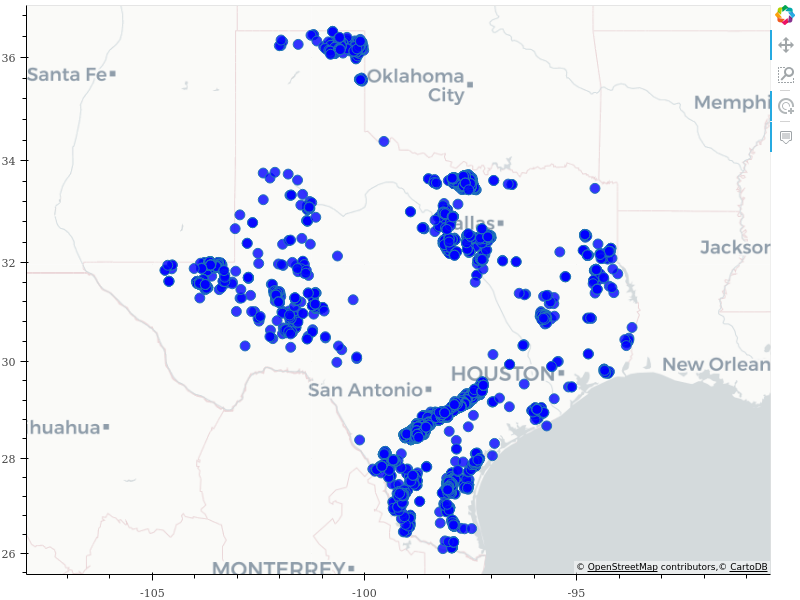 36
34
32
30
28
26
-105
-100
-95
Santa Fe
Oklahoma
City
Memphi
allas
Jackson
HOUSTON
New Orlean
San Antonio
huahua
MONTERREY
© OpenStreetMap contributors,© CartoDB